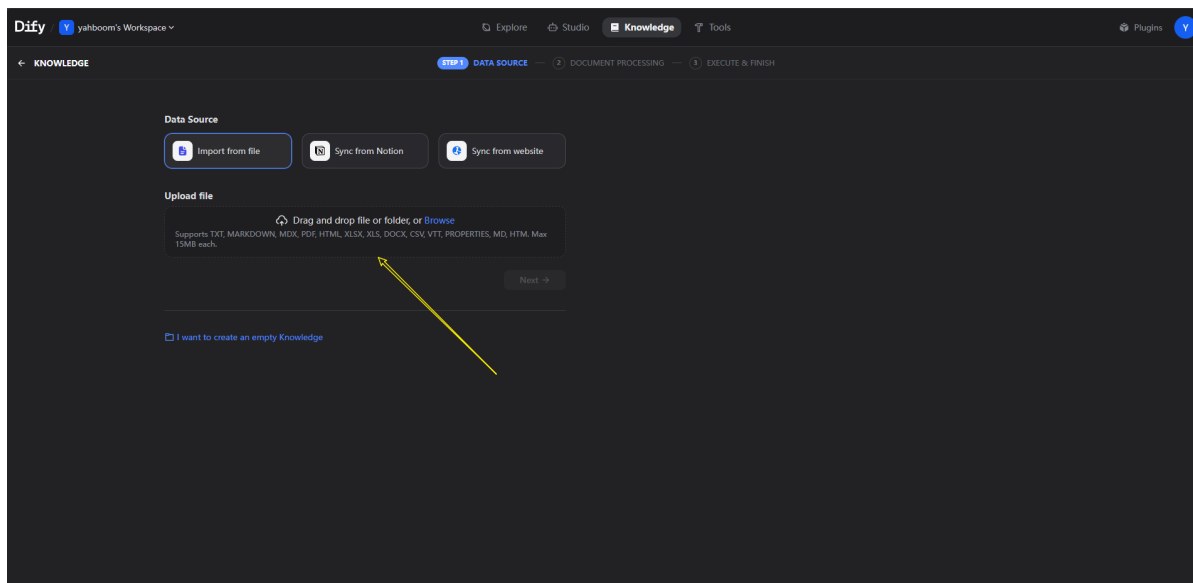 Dify / Y yahboom's Workspace
Explore
Studio
Knowledge
Tools
Plugins
Y
KNOWLEDGE
STEP 1 DATA SOURCE
2 DOCUMENT PROCESSING
3 EXECUTE & FINISH
Data Source
Import from file
Sync from Notion
Sync from website
Upload file
Drag and drop file or folder, or Browse
Supports TXT, MARKDOWN, MDX, PDF, HTML, XLSX, XLS, DOCX, CSV, VTT, PROPERTIES, MD, HTM. Max
15MB each.
Next
I want to create an empty Knowledge